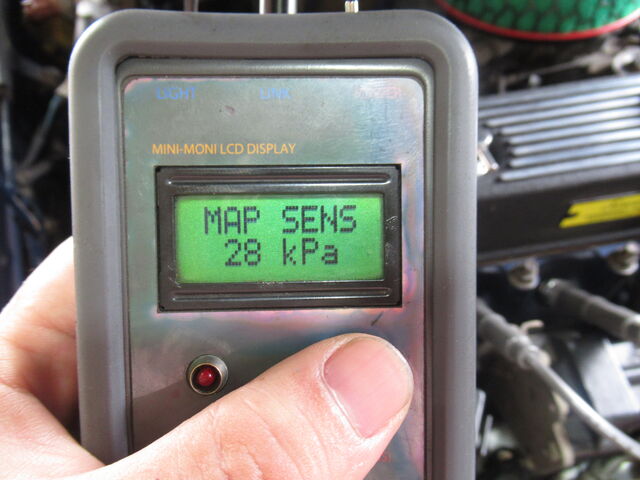 LIGHT LINK
MINI-MONI LCD DISPLAY
MAP SENS
28 kPa